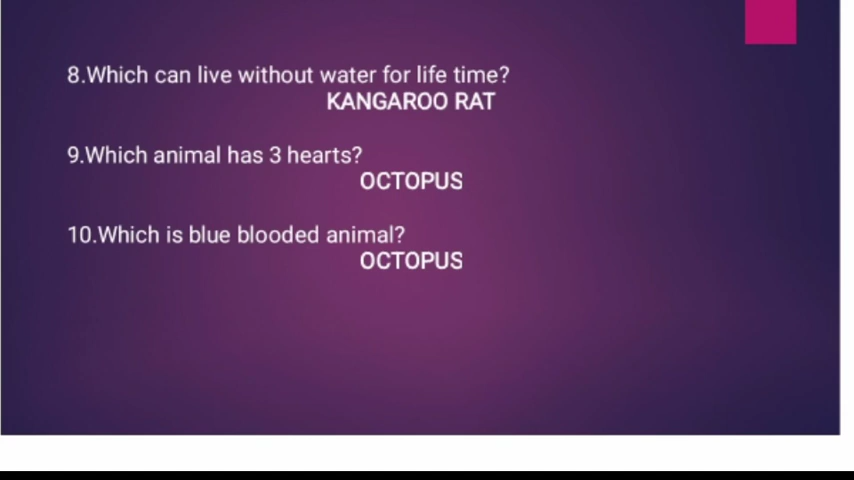 8.Which can live without water for life time?
KANGAROO RAT
9.Which animal has 3 hearts?
OCTOPUS
10.Which is blue blooded animal?
OCTOPUS